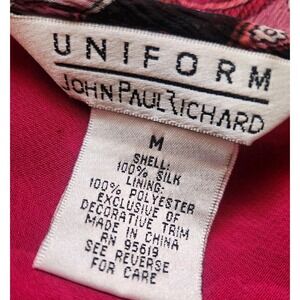 UNIFORM
JOHN PAUL RICHARD
M
SHELL:
100% SILK
LINING:
100% POLYESTER
EXCLUSIVE OF
DECORATIVE TRIM
MADE IN CHINA
RN 95619
SEE REVERSE
FOR CARE